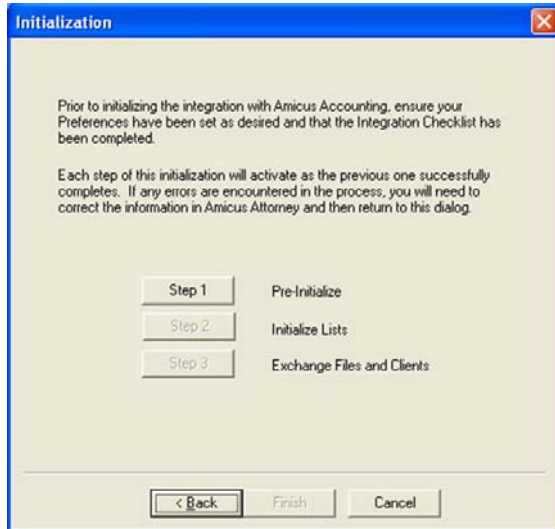 Initialization
Prior to initializing the integration with Amicus Accounting, ensure your
Preferences have been set as desired and that the Integration Checklist has
been completed.
Each step of this initialization will activate as the previous one successfully
completes. If any errors are encountered in the process, you will need to
correct the information in Amicus Attorney and then return to this dialog.
Step 1 Pre-Initialize
Step 2 Initialize Lists
Step 3 Exchange Files and Clients
< Back Finish Cancel